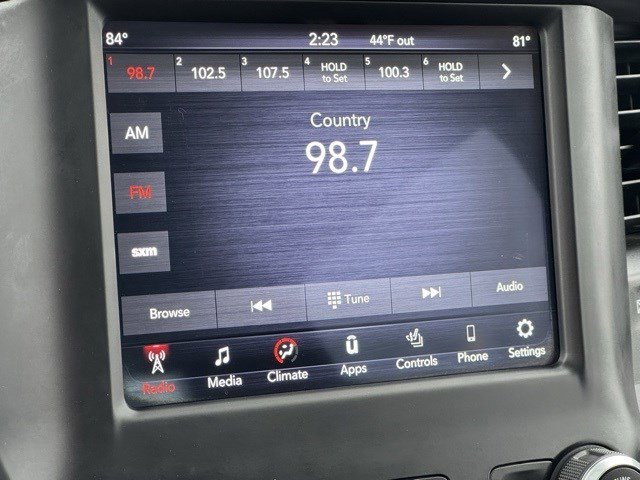 84° 2:23 44°F out 81°
1 98.7 2 102.5 3 107.5 4 HOLD to Set 5 100.3 6 HOLD to Set
Country
98.7
AM
FM
sxm
Browse Tune Audio
Radio Media Climate Apps Controls Phone Settings